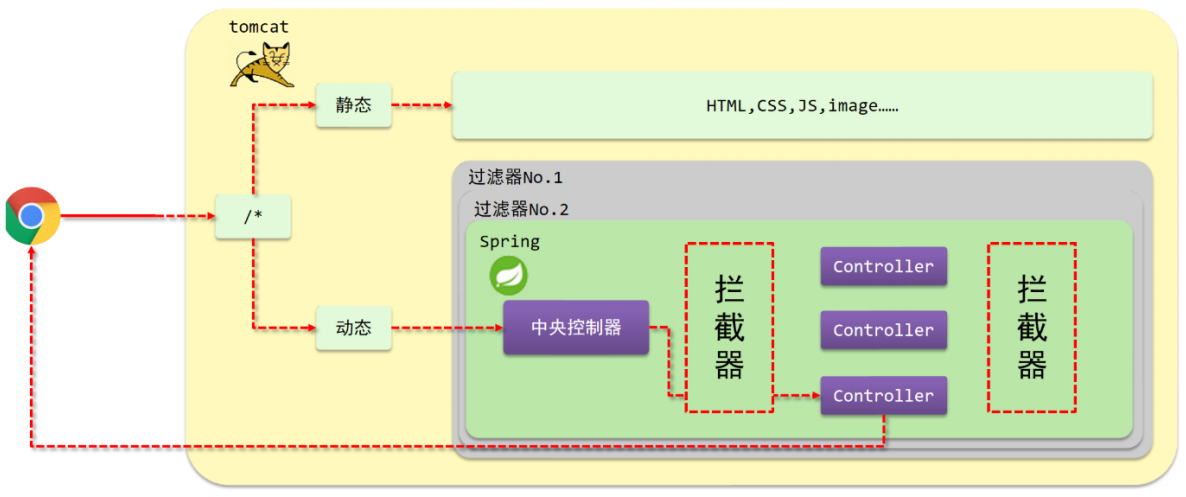 tomcat
静态
HTML,CSS,JS,image……
/*
过滤器No.1
过滤器No.2
Spring
动态
中央控制器
拦
截
器
Controller
Controller
Controller
拦
截
器